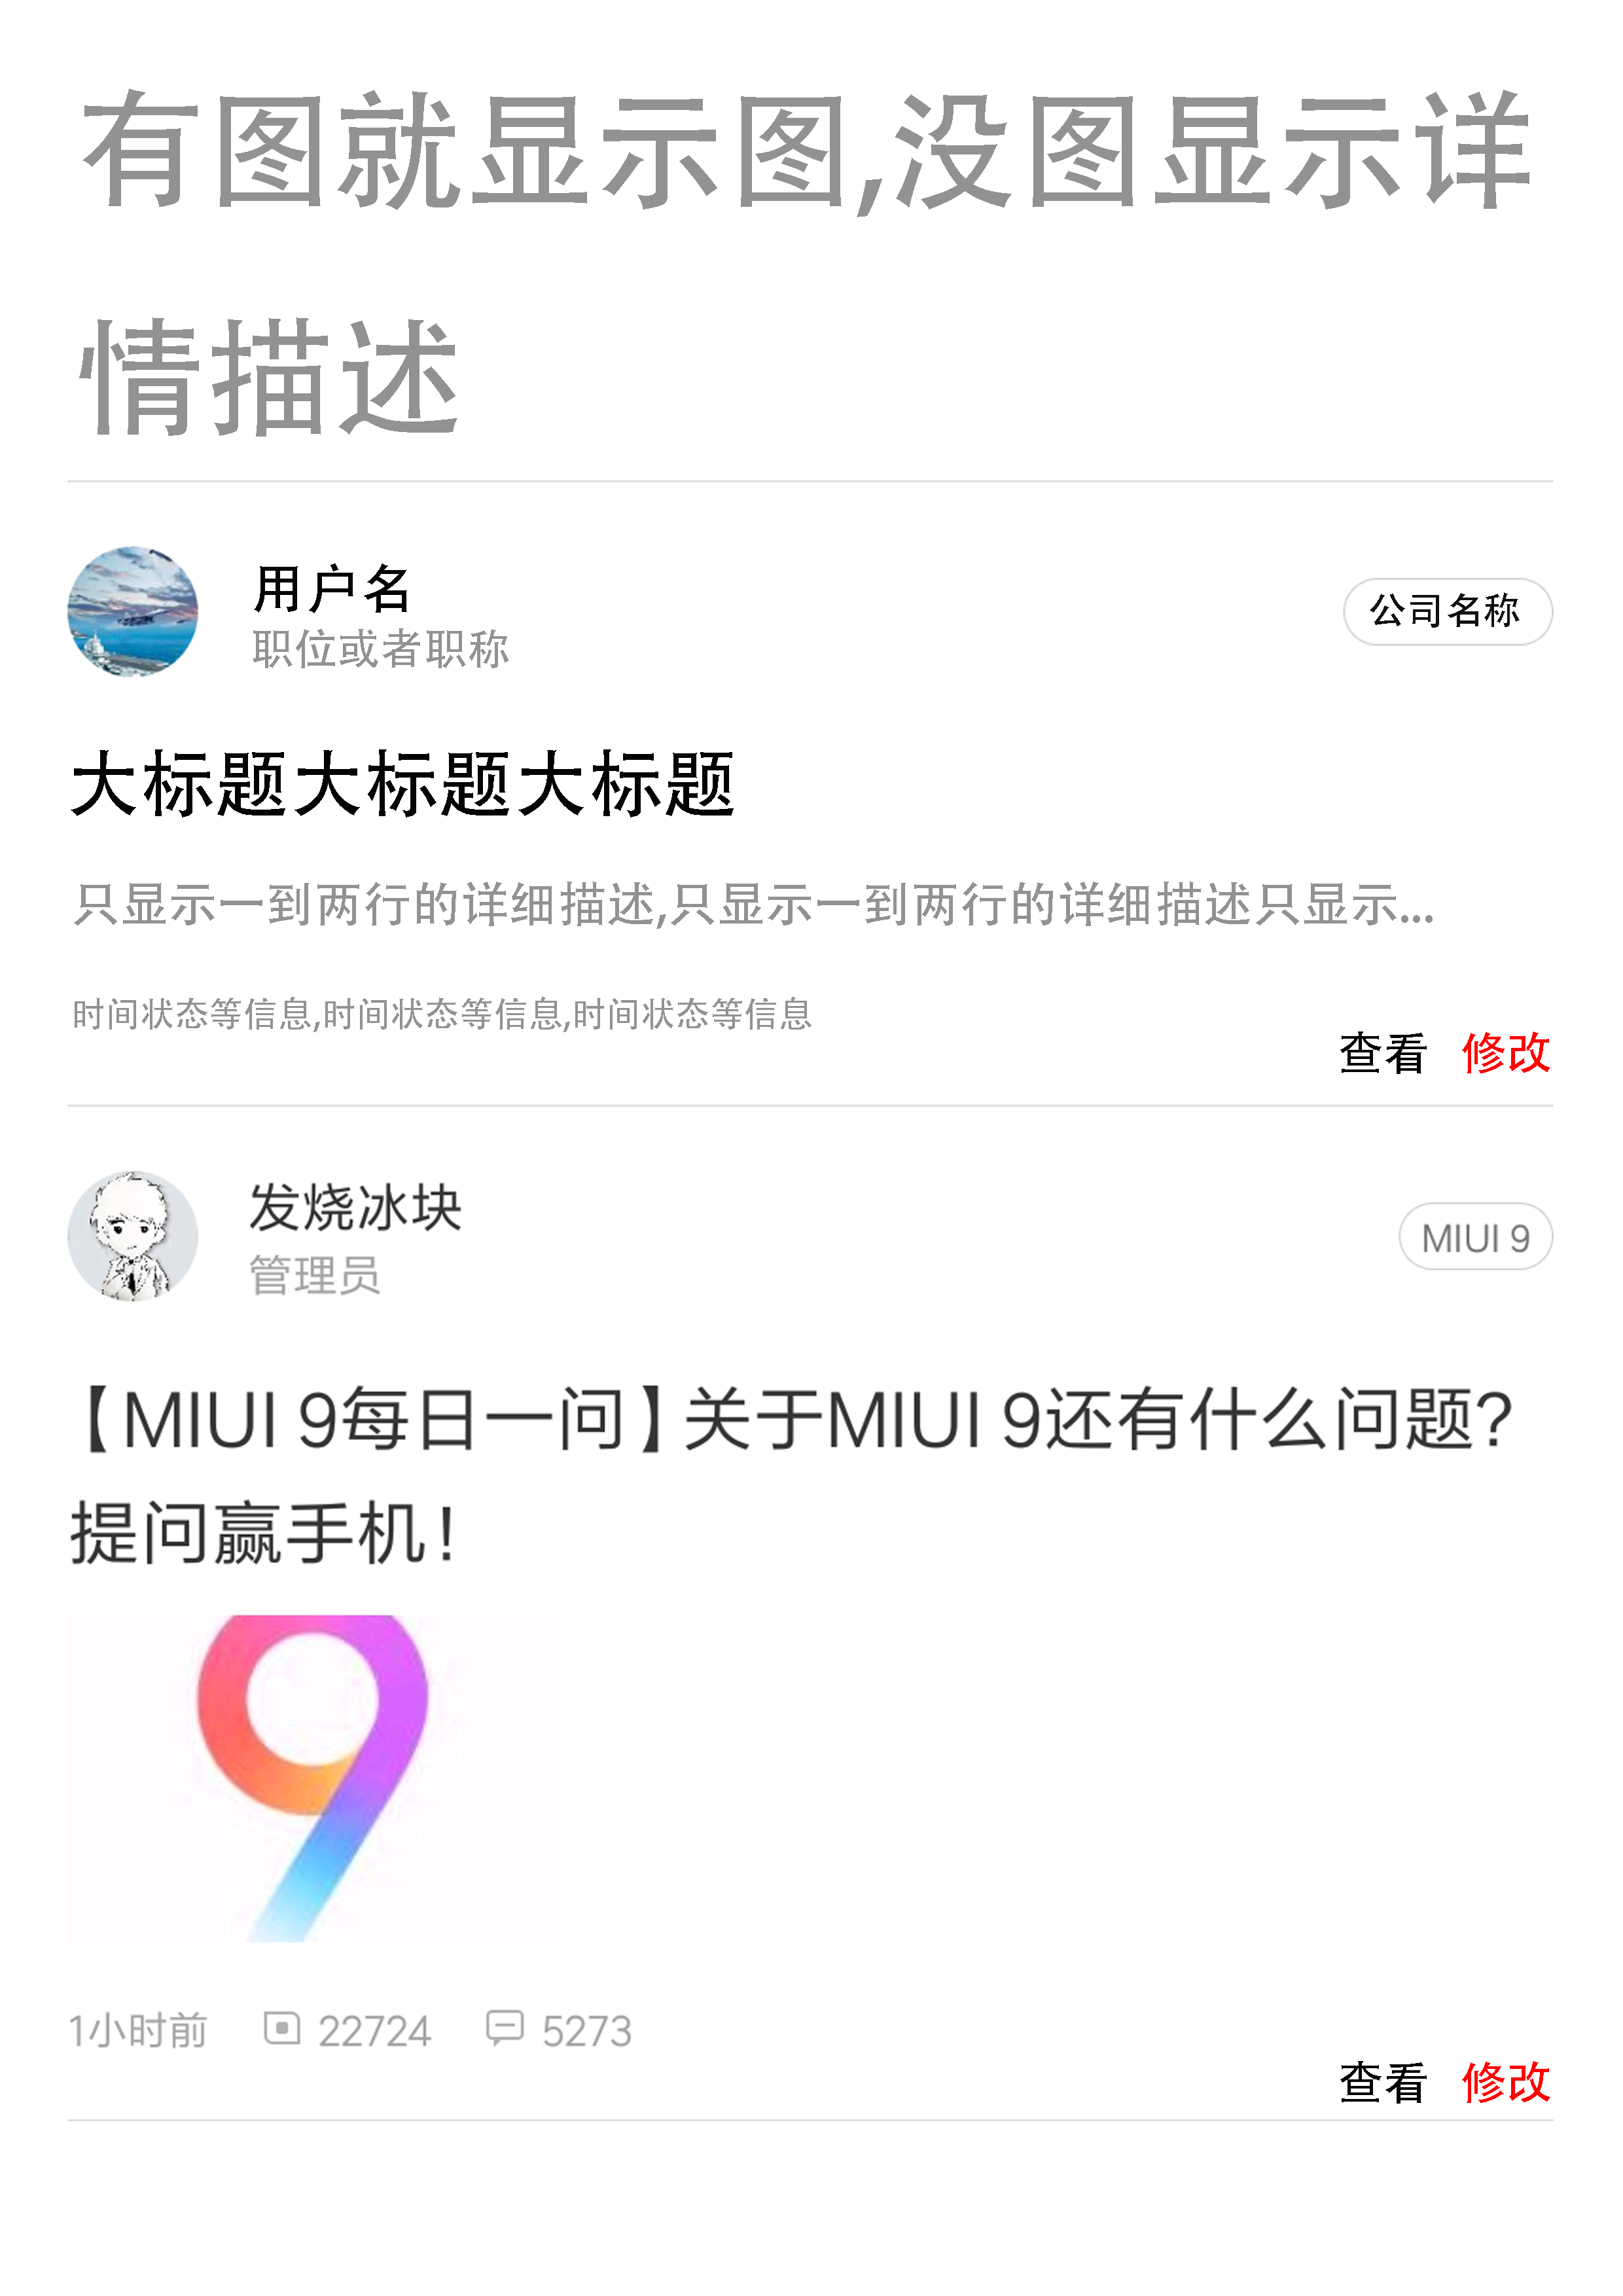 有图就显示图,没图显示详
情描述
用户名
职位或者职称
公司名称
大标题大标题大标题
只显示一到两行的详细描述,只显示一到两行的详细描述只显示...
时间状态等信息,时间状态等信息,时间状态等信息
查看 修改
发烧冰块
管理员
MIUI 9
【MIUI 9每日一问】关于MIUI 9还有什么问题?
提问赢手机!
9
1小时前 22724 5273
查看 修改